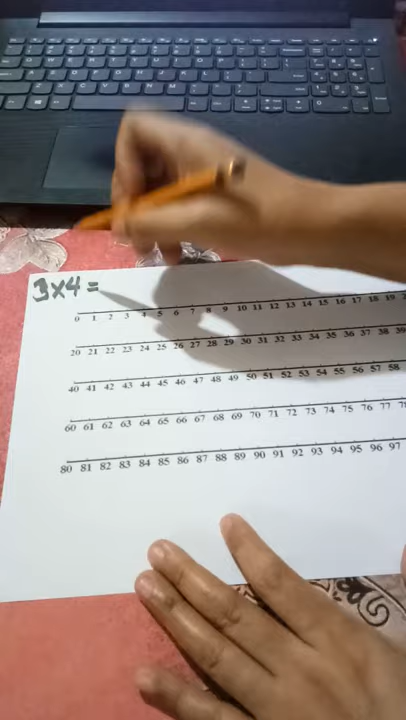 3x4=
0 1 2 3 4 5 6 7 8 9 10 11 12 13 14 15 16 17 18 19
20 21 22 23 24 25 26 27 28 29 30 31 32 33 34 35 36 37 38 39
40 41 42 43 44 45 46 47 48 49 50 51 52 53 54 55 56 57 58
60 61 62 63 64 65 66 67 68 69 70 71 72 73 74 75 76 77
80 81 82 83 84 85 86 87 88 89 90 91 92 93 94 95 96 97